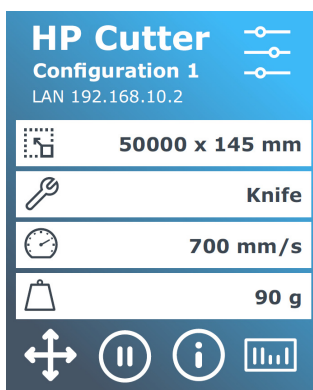 HP Cutter
Configuration 1
LAN 192.168.10.2
50000 x 145 mm
Knife
700 mm/s
90 g